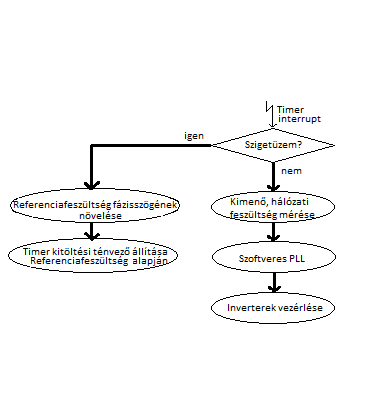 Timer
interrupt
igen
Szigetüzem?
nem
Referenciafeszültség fázisszögének
növelése
Kimenő, hálózati
feszültség mérése
Timer kitöltési tényező állítása
Referenciafeszültség alapján
Szoftveres PLL
Inverterek vezérlése